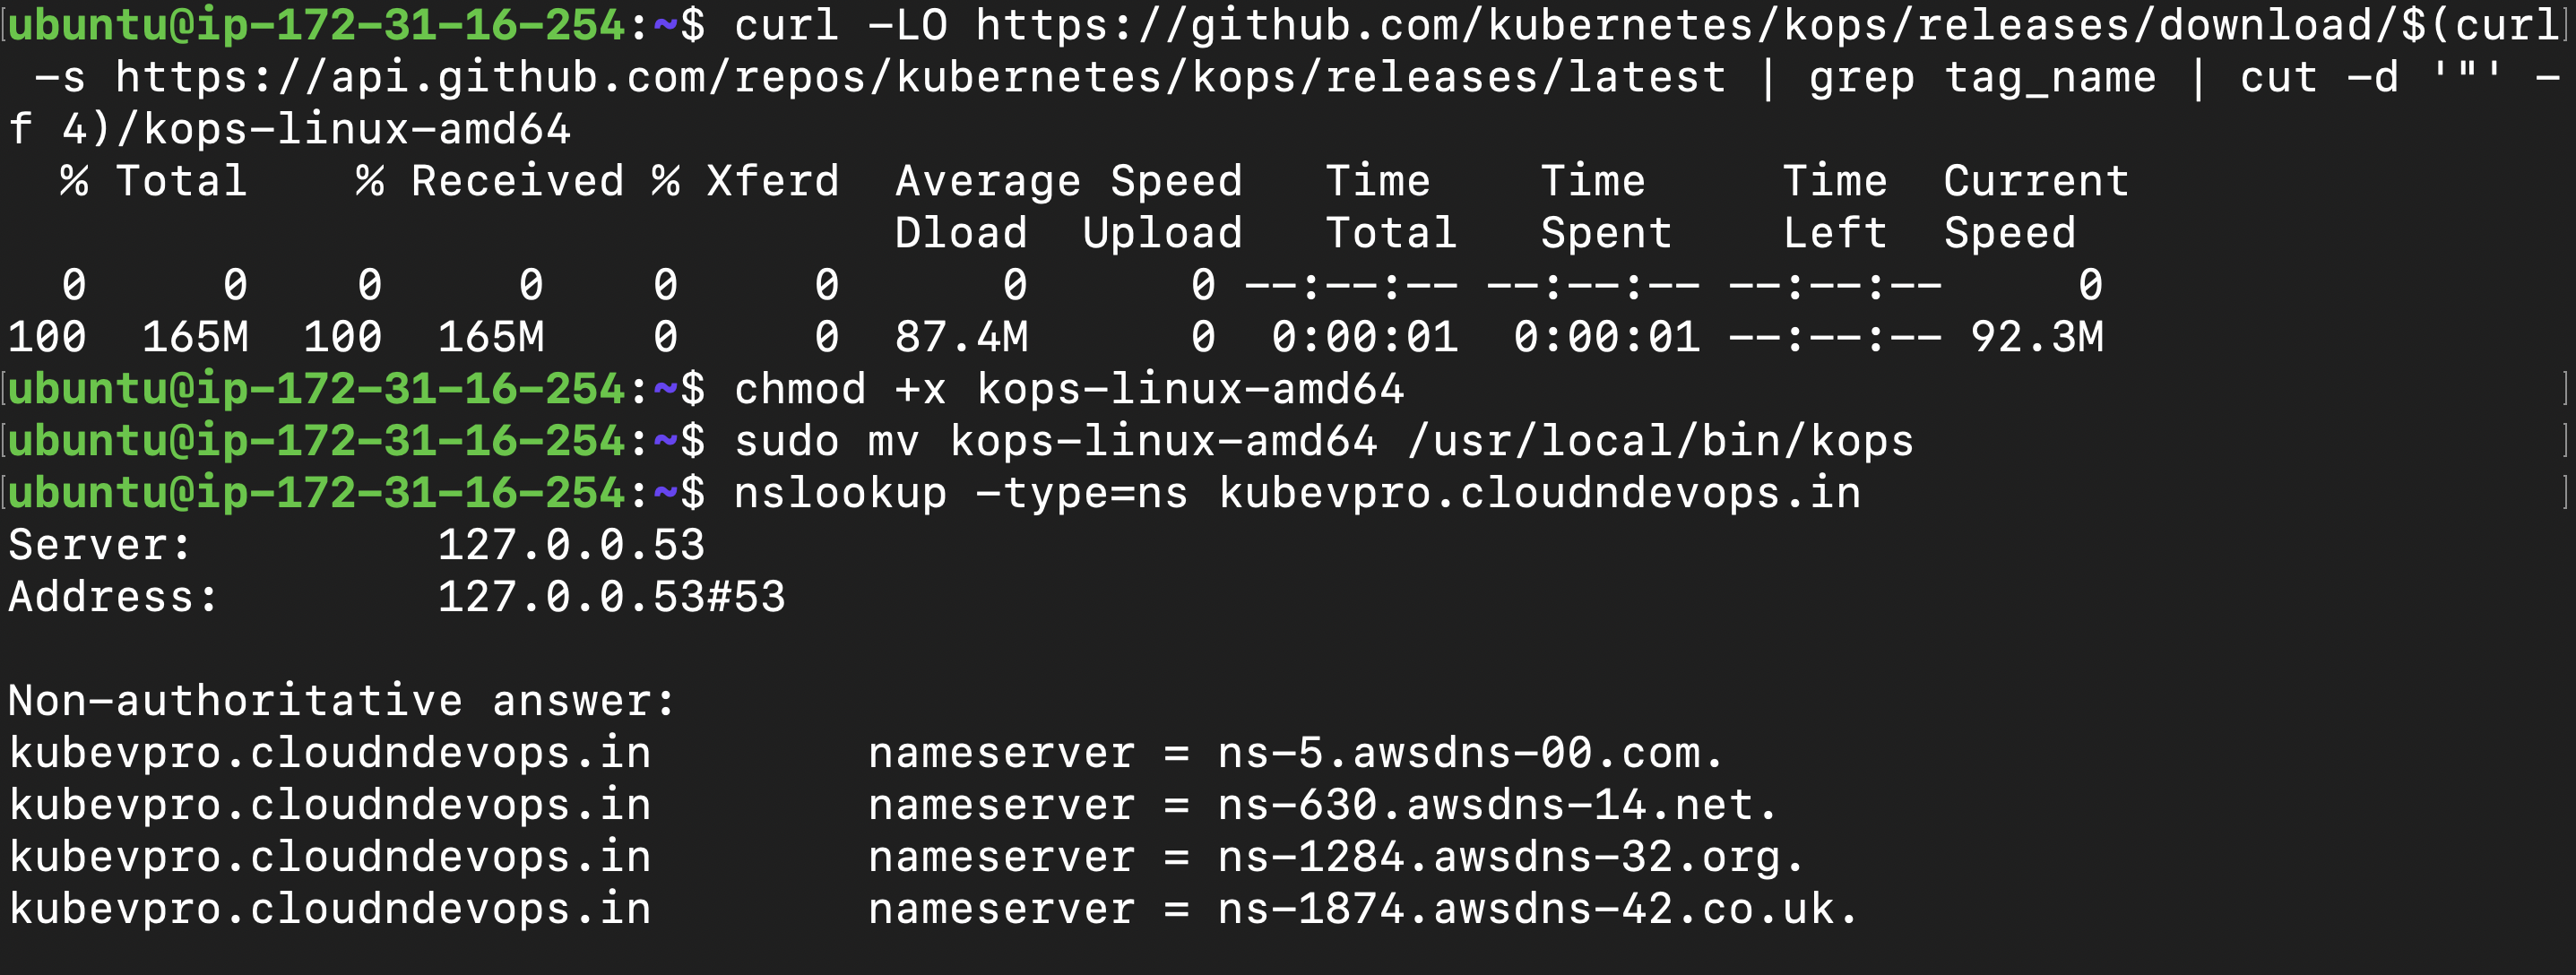 [ubuntu@ip-172-31-16-254:~$ curl -LO https://github.com/kubernetes/kops/releases/download/$(curl]
 -s https://api.github.com/repos/kubernetes/kops/releases/latest | grep tag_name | cut -d '"' -
f 4)/kops-linux-amd64
  % Total    % Received % Xferd  Average Speed   Time    Time     Time  Current
                                 Dload  Upload   Total   Spent    Left  Speed
  0     0    0     0    0     0      0      0 --:--:-- --:--:-- --:--:--     0
100  165M  100  165M    0     0  87.4M      0  0:00:01  0:00:01 --:--:-- 92.3M
[ubuntu@ip-172-31-16-254:~$ chmod +x kops-linux-amd64 ]
[ubuntu@ip-172-31-16-254:~$ sudo mv kops-linux-amd64 /usr/local/bin/kops ]
[ubuntu@ip-172-31-16-254:~$ nslookup -type=ns kubevpro.cloudndevops.in ]
Server:         127.0.0.53
Address:        127.0.0.53#53

Non-authoritative answer:
kubevpro.cloudndevops.in        nameserver = ns-5.awsdns-00.com.
kubevpro.cloudndevops.in        nameserver = ns-630.awsdns-14.net.
kubevpro.cloudndevops.in        nameserver = ns-1284.awsdns-32.org.
kubevpro.cloudndevops.in        nameserver = ns-1874.awsdns-42.co.uk.